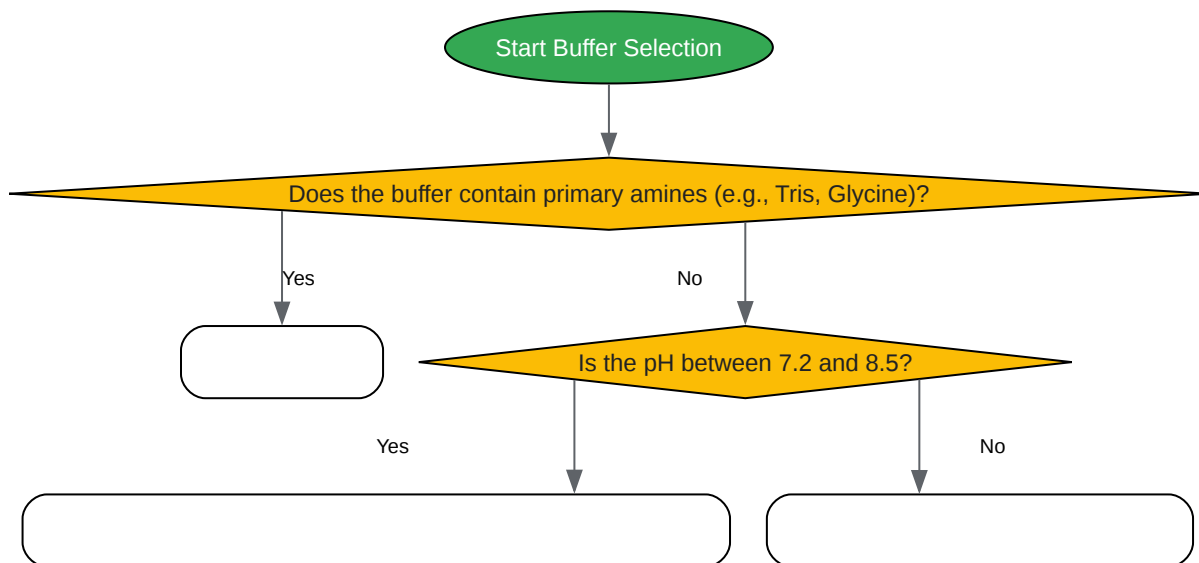 Start Buffer Selection
Does the buffer contain primary amines (e.g., Tris, Glycine)?
Yes
No
Is the pH between 7.2 and 8.5?
Yes
No